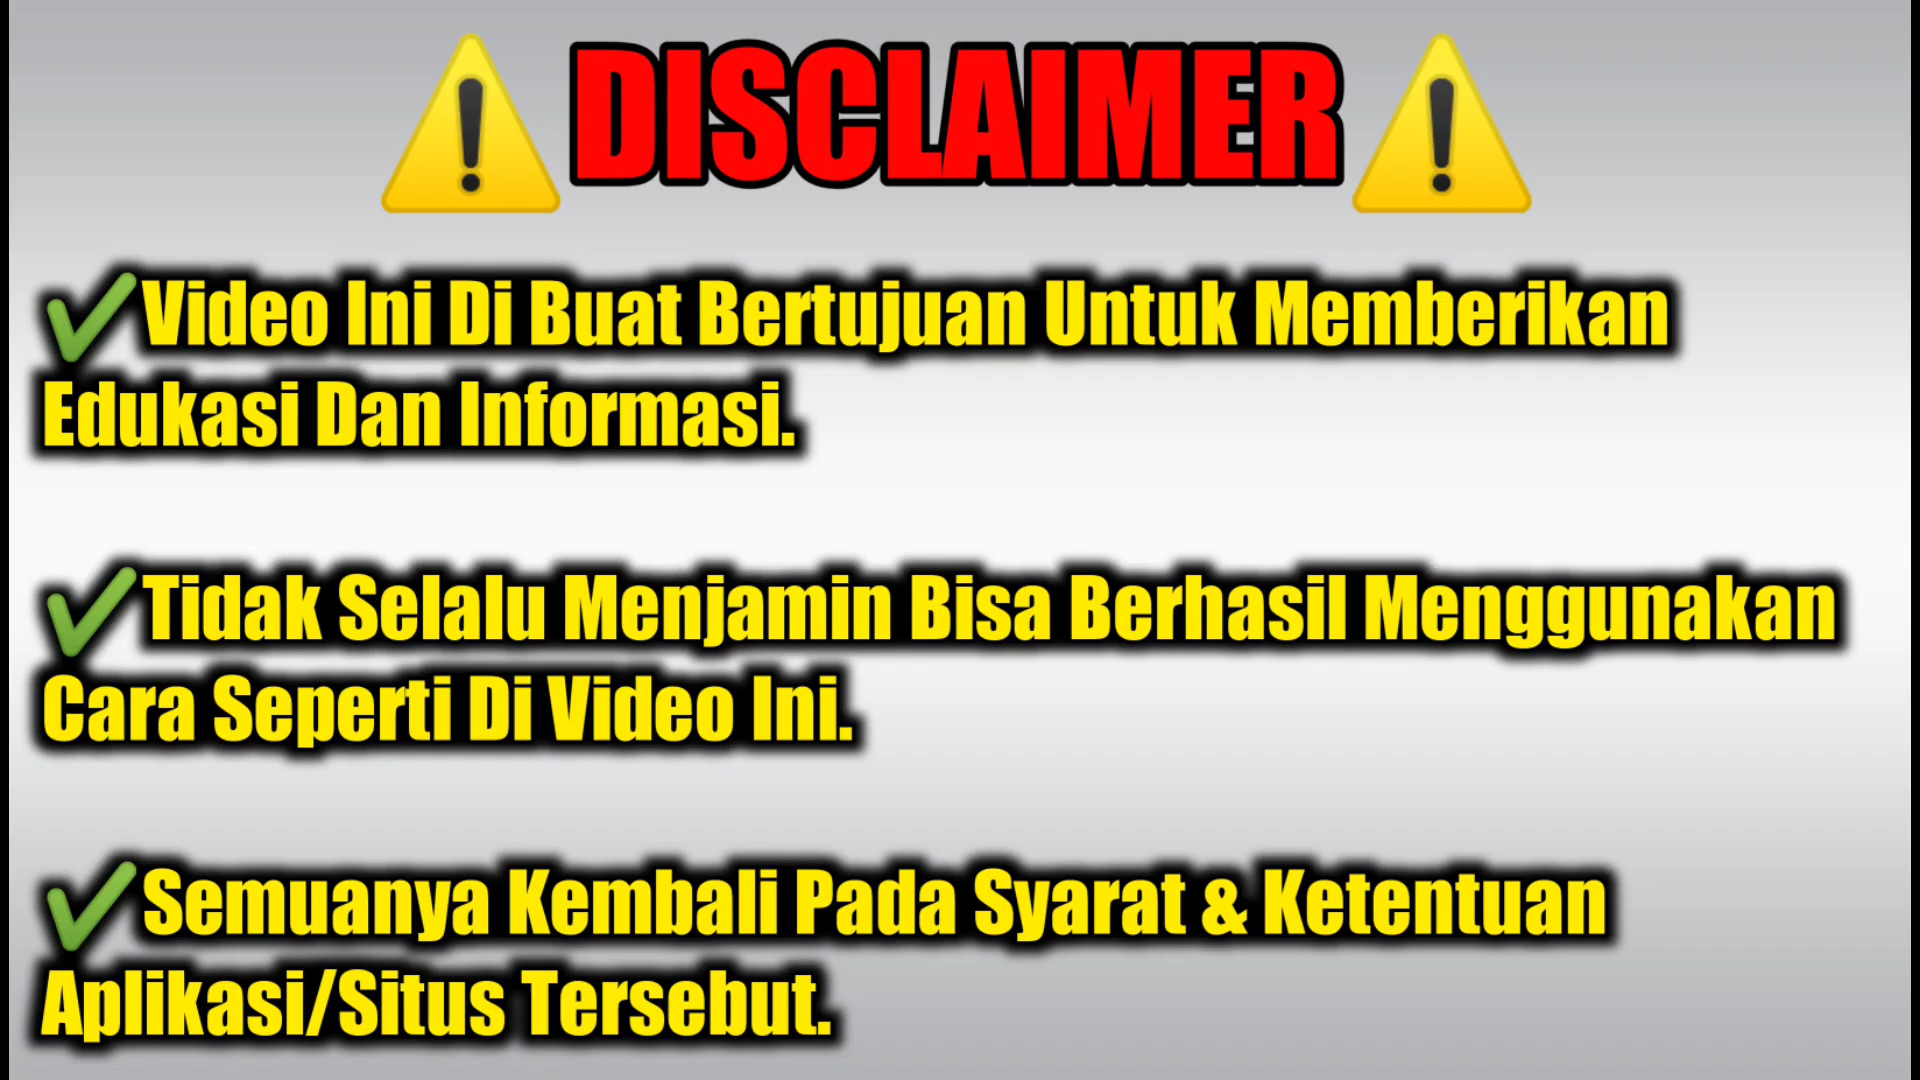 ⚠️DISCLAIMER⚠️
✔Video Ini Di Buat Bertujuan Untuk Memberikan
Edukasi Dan Informasi.
✔Tidak Selalu Menjamin Bisa Berhasil Menggunakan
Cara Seperti Di Video Ini.
✔Semuanya Kembali Pada Syarat & Ketentuan
Aplikasi/Situs Tersebut.